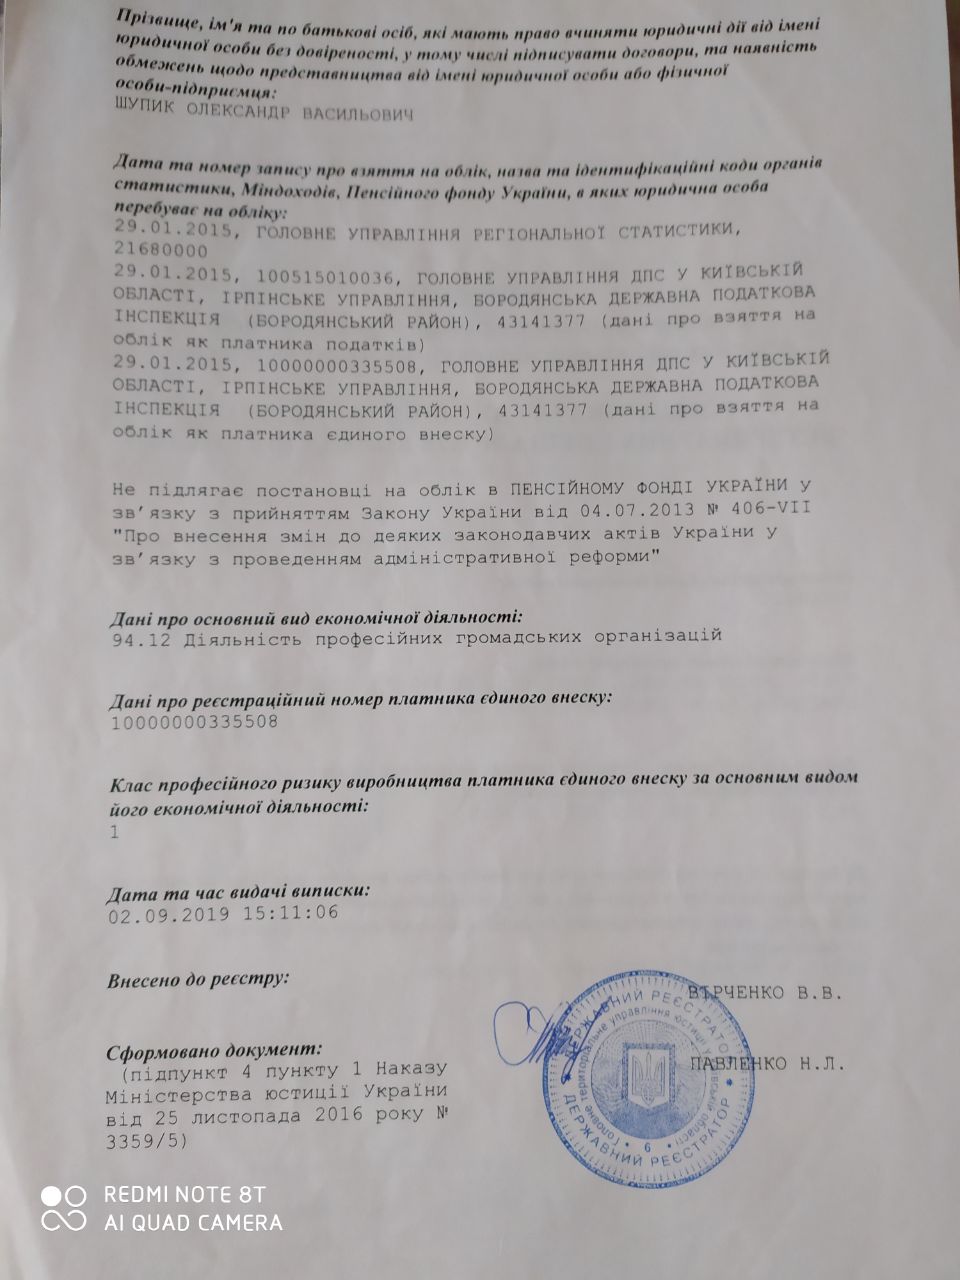 Прізвище, ім'я та по батькові осіб, які мають право вчиняти юридичні дії від імені
юридичної особи без довіреності, у тому числі підписувати договори, та наявність
обмежень щодо представництва від імені юридичної особи або фізичної
особи-підприємця:
ШУПИК ОЛЕКСАНДР ВАСИЛЬОВИЧ
Дата та номер запису про взяття на облік, назва та ідентифікаційні коди органів
статистики, Міндоходів, Пенсійного фонду України, в яких юридична особа
перебуває на обліку:
29.01.2015, ГОЛОВНЕ УПРАВЛІННЯ РЕГІОНАЛЬНОЇ СТАТИСТИКИ,
21680000
29.01.2015, 100515010036, ГОЛОВНЕ УПРАВЛІННЯ ДПС У КИЇВСЬКІЙ
ОБЛАСТІ, ІРПІНСЬКЕ УПРАВЛІННЯ, БОРОДЯНСЬКА ДЕРЖАВНА ПОДАТКОВА
ІНСПЕКЦІЯ (БОРОДЯНСЬКИЙ РАЙОН), 43141377 (дані про взяття на
облік як платника податків)
29.01.2015, 10000000335508, ГОЛОВНЕ УПРАВЛІННЯ ДПС У КИЇВСЬКІЙ
ОБЛАСТІ, ІРПІНСЬКЕ УПРАВЛІННЯ, БОРОДЯНСЬКА ДЕРЖАВНА ПОДАТКОВА
ІНСПЕКЦІЯ (БОРОДЯНСЬКИЙ РАЙОН), 43141377 (дані про взяття на
облік як платника єдиного внеску)
Не підлягає постановці на облік в ПЕНСІЙНОМУ ФОНДІ УКРАЇНИ у
зв’язку з прийняттям Закону України від 04.07.2013 № 406-VII
"Про внесення змін до деяких законодавчих актів України у
зв’язку з проведенням адміністративної реформи"
Дані про основний вид економічної діяльності:
94.12 Діяльність професійних громадських організацій
Дані про реєстраційний номер платника єдиного внеску:
10000000335508
Клас професійного ризику виробництва платника єдиного внеску за основним видом
його економічної діяльності:
1
Дата та час видачі виписки:
02.09.2019 15:11:06
Внесено до реєстру:
ВІРЧЕНКО В.В.
Сформовано документ:
ПАВЛЕНКО Н.Л.
(підпункт 4 пункту 1 Наказу
Міністерства юстиції України
від 25 листопада 2016 року №
3359/5)
ДЕРЖАВНИЙ РЕЄСТРАТОР
ДЕРЖАВНИЙ РЕЄСТРАТОР
Головне територіальне управління юстиції у Київській області
6
REDMI NOTE 8T
AI QUAD CAMERA